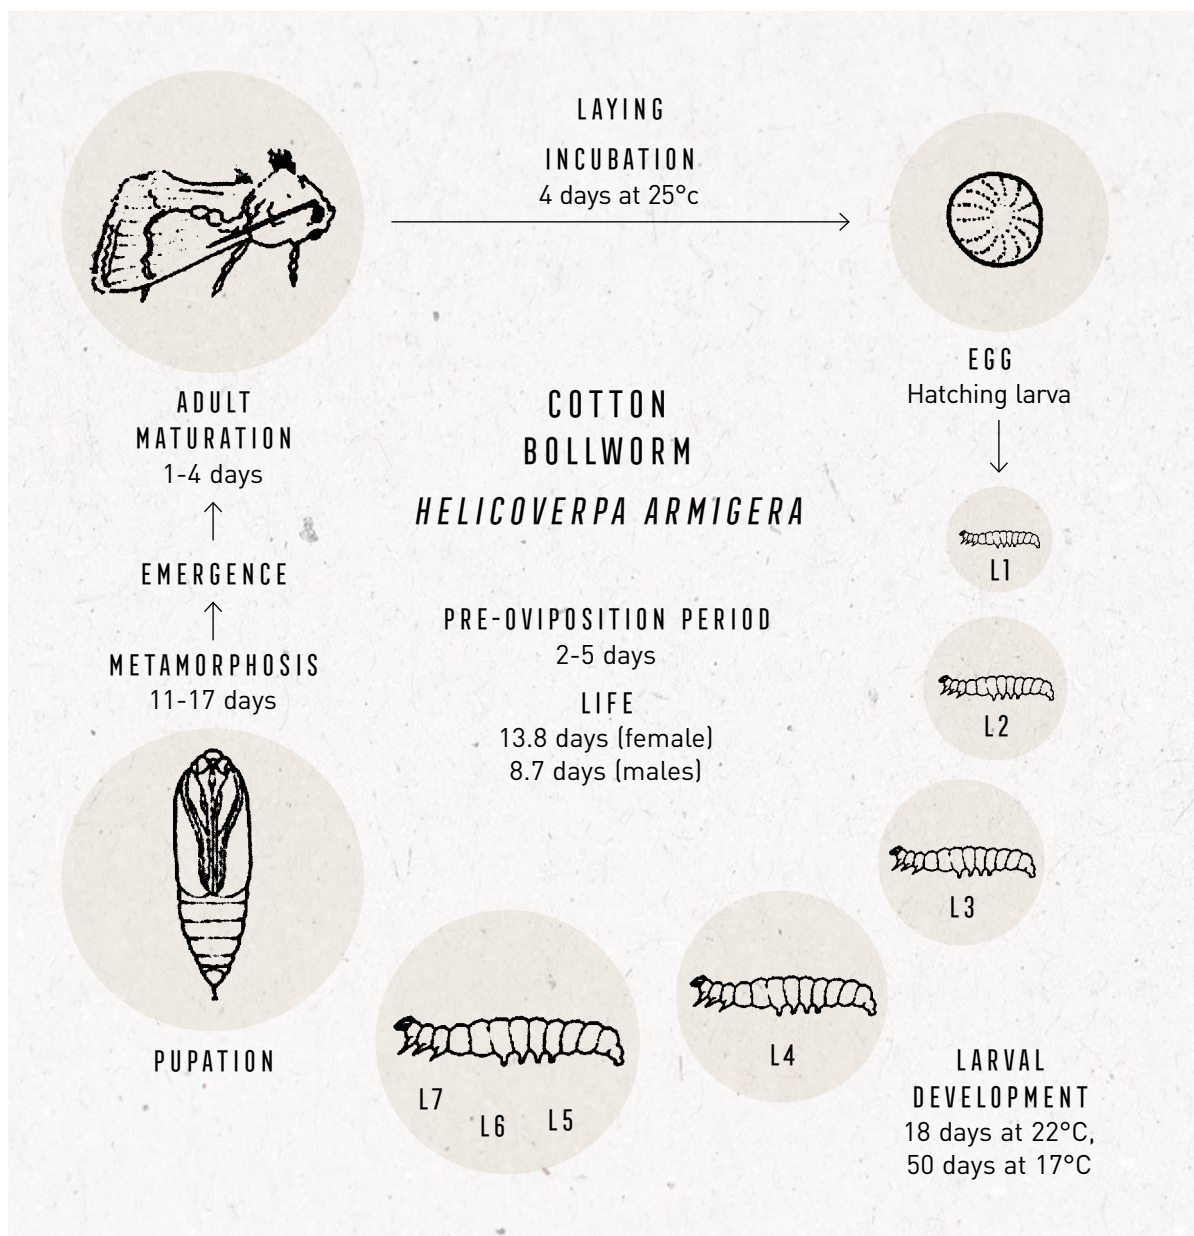 LAYING
INCUBATION
4 days at 25°c
EGG
Hatching larva
L1
L2
L3
L4
L5
L6
L7
LARVAL
DEVELOPMENT
18 days at 22°C,
50 days at 17°C
PUPATION
METAMORPHOSIS
11-17 days
EMERGENCE
ADULT
MATURATION
1-4 days
COTTON
BOLLWORM
HELICOVERPA ARMIGERA
PRE-OVIPOSITION PERIOD
2-5 days
LIFE
13.8 days (female)
8.7 days (males)